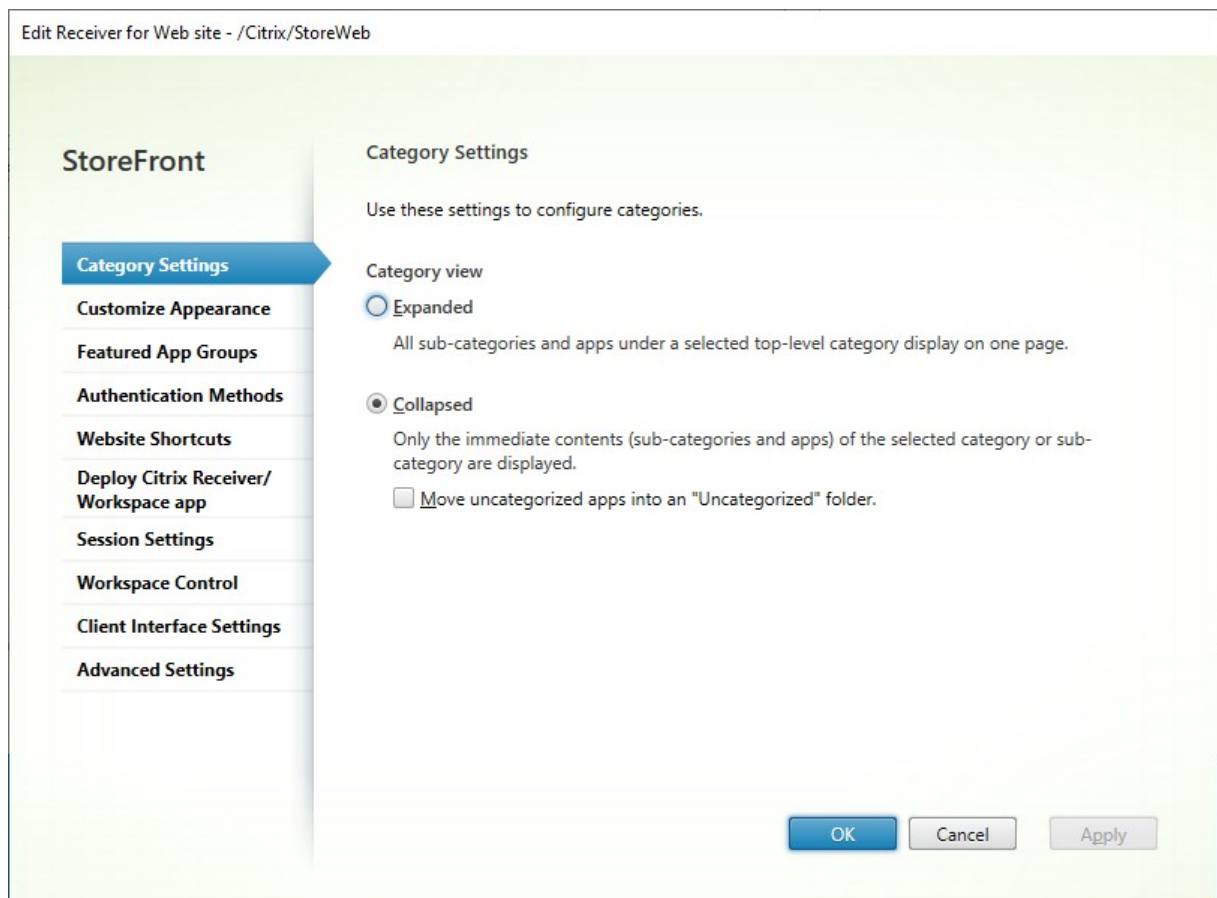 Edit Receiver for Web site - /Citrix/StoreWeb
StoreFront
Category Settings
Customize Appearance
Featured App Groups
Authentication Methods
Website Shortcuts
Deploy Citrix Receiver/
Workspace app
Session Settings
Workspace Control
Client Interface Settings
Advanced Settings
Category Settings
Use these settings to configure categories.
Category view
Expanded
All sub-categories and apps under a selected top-level category display on one page.
Collapsed
Only the immediate contents (sub-categories and apps) of the selected category or sub-
category are displayed.
Move uncategorized apps into an "Uncategorized" folder.
OK
Cancel
Apply